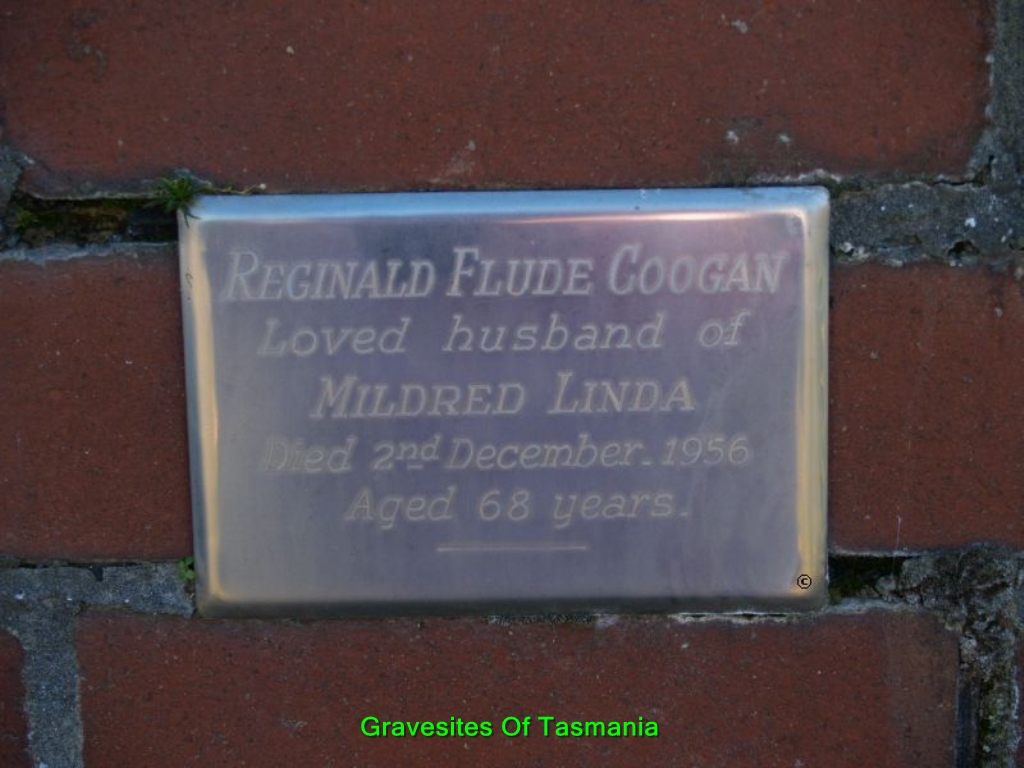 REGINALD FLUDE COOGAN
Loved husband of
MILDRED LINDA
Died 2nd December. 1956
Aged 68 years.
©
Gravesites Of Tasmania